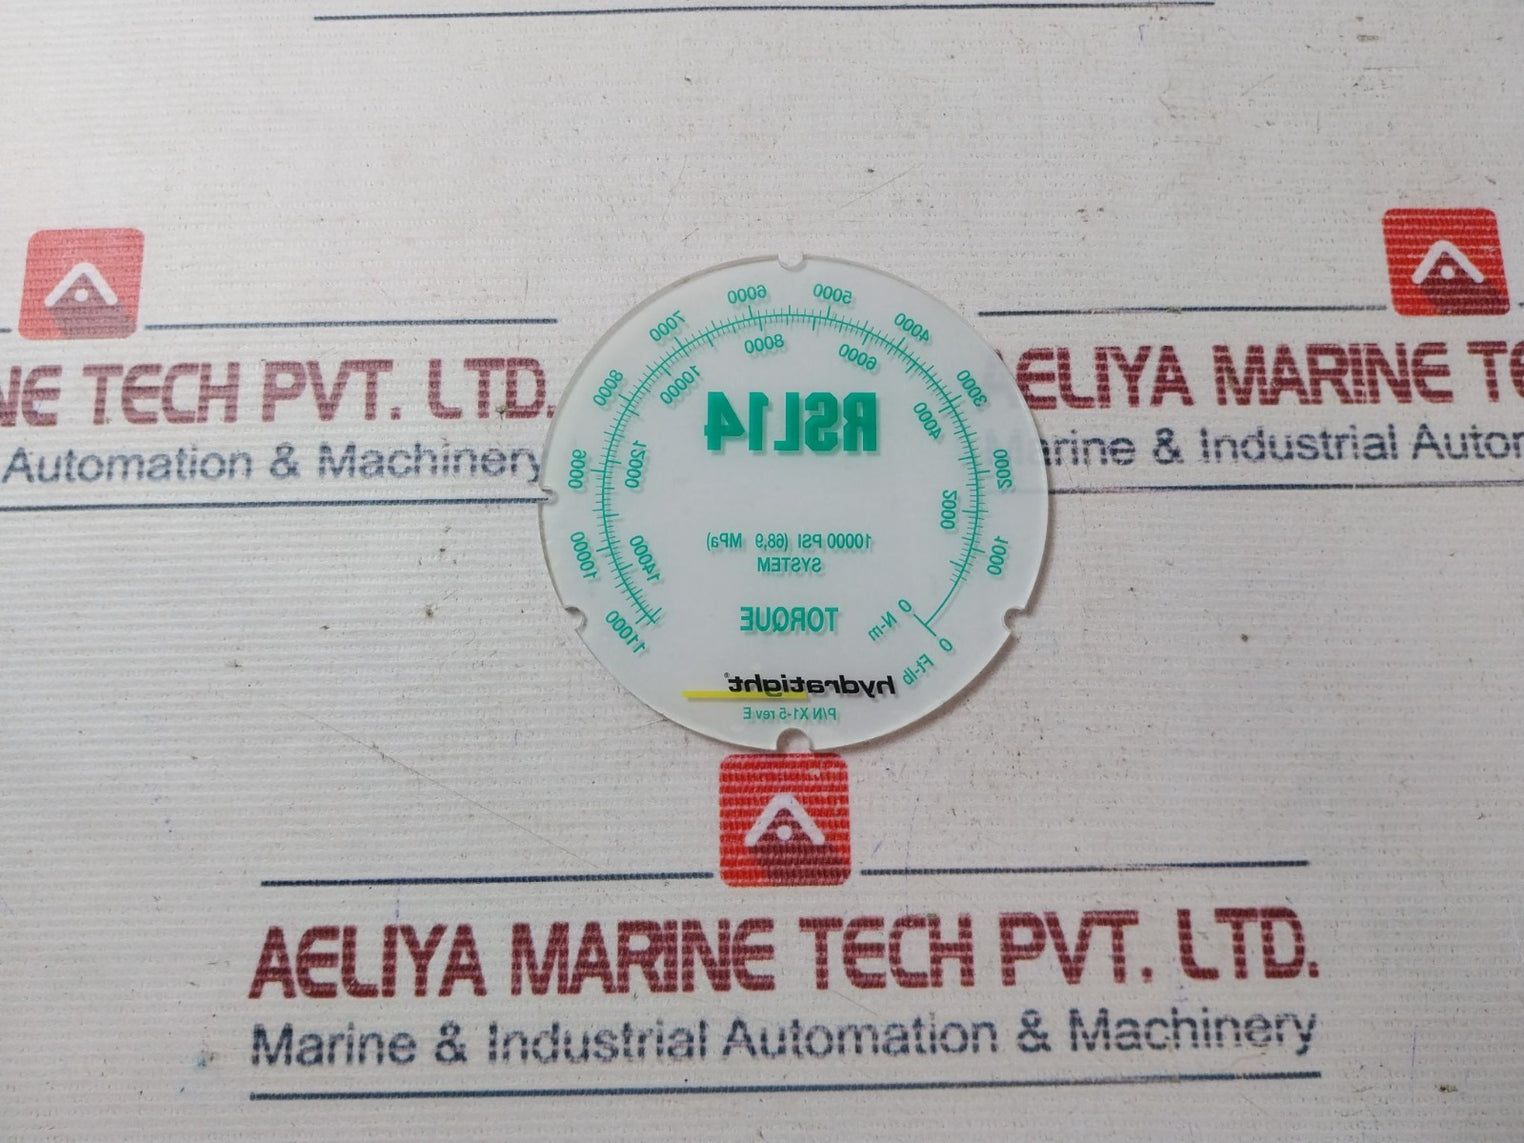 NE TECH PVT. LTD.
Automation & Machinery
AELIYA MARINE TE
arine & Industrial Autom
5000
6000
4000
7000
3000
8000
2000
9000
1000
10000
11000
0 Ft-lb
6000
8000
4000
10000
2000
12000
14000
0 N-m
RSL14
10000 PSI (68,9 MPa)
SYSTEM
TORQUE
hydratight®
P/N X1-5 rev E
AELIYA MARINE TECH PVT. LTD.
Marine & Industrial Automation & Machinery